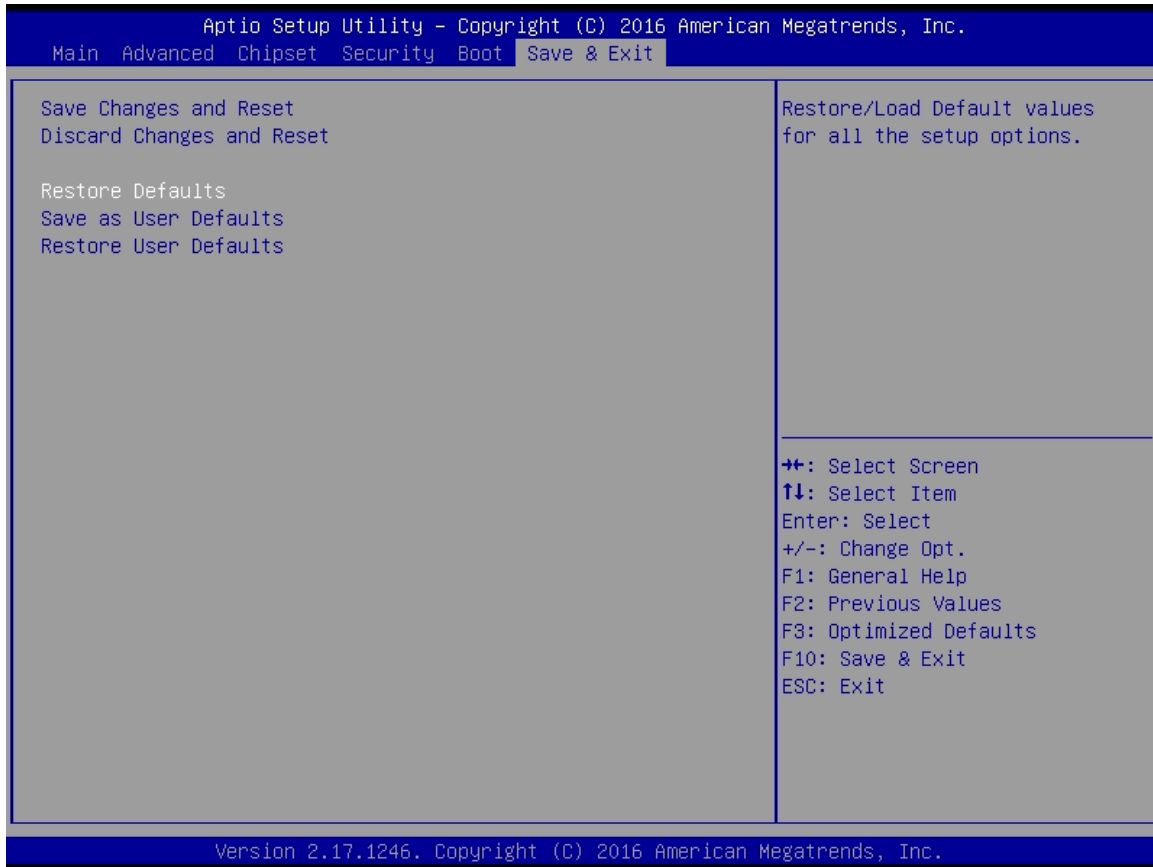 Aptio Setup Utility – Copyright (C) 2016 American Megatrends, Inc.
Main Advanced Chipset Security Boot Save & Exit
Save Changes and Reset
Discard Changes and Reset
Restore Defaults
Save as User Defaults
Restore User Defaults
Restore/Load Default values
for all the setup options.
→←: Select Screen
↑↓: Select Item
Enter: Select
+/-: Change Opt.
F1: General Help
F2: Previous Values
F3: Optimized Defaults
F10: Save & Exit
ESC: Exit
Version 2.17.1246. Copyright (C) 2016 American Megatrends, Inc.